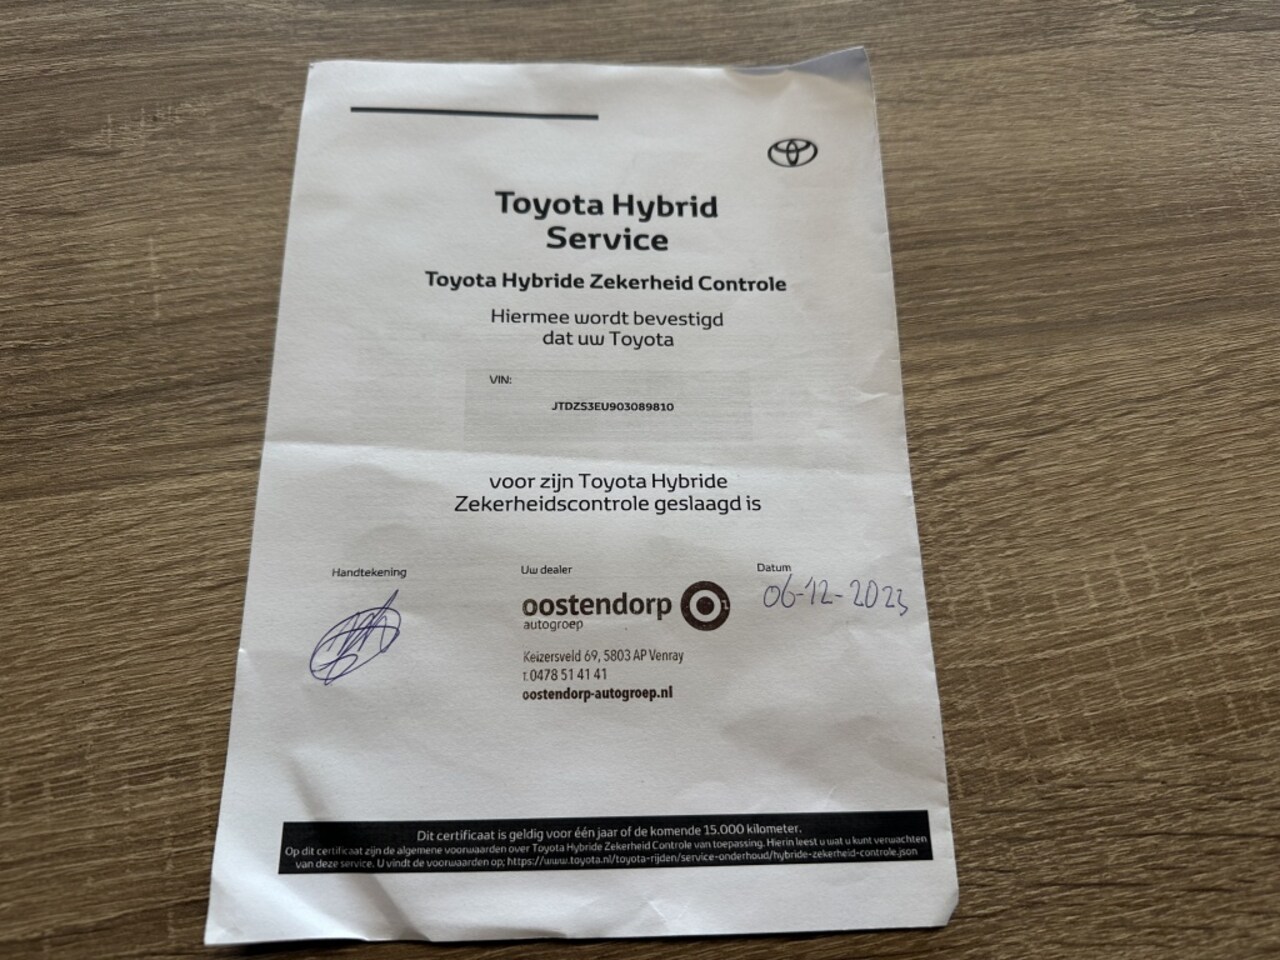 Toyota Hybrid
Service
Toyota Hybride Zekerheid Controle
Hiermee wordt bevestigd
dat uw Toyota
VIN:
JTDZS3EU903089810
voor zijn Toyota Hybride
Zekerheidscontrole geslaagd is
Handtekening
Uw dealer
oostendorp
autogroep
Keizersveld 69, 5803 AP Venray
t. 0478 51 41 41
oostendorp-autogroep.nl
Datum
06-12-2023
Dit certificaat is geldig voor één jaar of de komende 15.000 kilometer.
Op dit certificaat zijn de algemene voorwaarden over Toyota Hybride Zekerheid Controle van toepassing. Hierin leest u wat u kunt verwachten
van deze service. U vindt de voorwaarden op; https://www.toyota.nl/toyota-rijden/service-onderhoud/hybride-zekerheid-controle.json